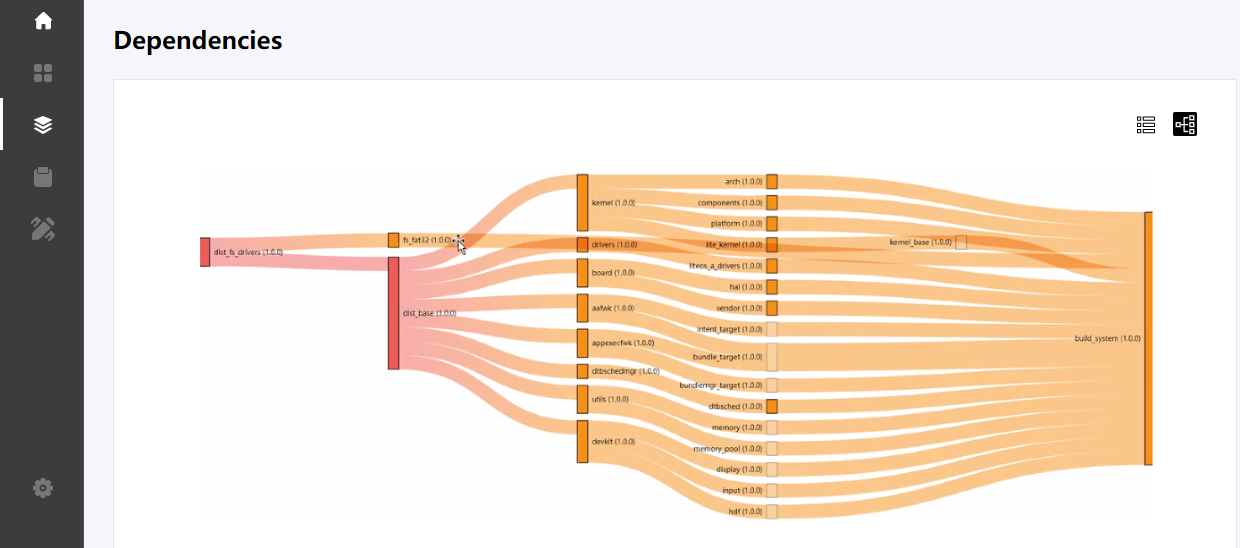 Dependencies
dist_fs_drivers (1.0.0)
fs_fat32 (1.0.0)
dist_base (1.0.0)
kernel (1.0.0)
drivers (1.0.0)
board (1.0.0)
aafwk (1.0.0)
appexecfwk (1.0.0)
dtbschedmgr (1.0.0)
utils (1.0.0)
devkit (1.0.0)
arch (1.0.0)
components (1.0.0)
platform (1.0.0)
lite_kernel (1.0.0)
liteos_a_drivers (1.0.0)
hal (1.0.0)
vendor (1.0.0)
intent_target (1.0.0)
bundle_target (1.0.0)
bundlemgr_target (1.0.0)
dtbsched (1.0.0)
memory (1.0.0)
memory_pool (1.0.0)
display (1.0.0)
input (1.0.0)
hdf (1.0.0)
kernel_base (1.0.0)
build_system (1.0.0)